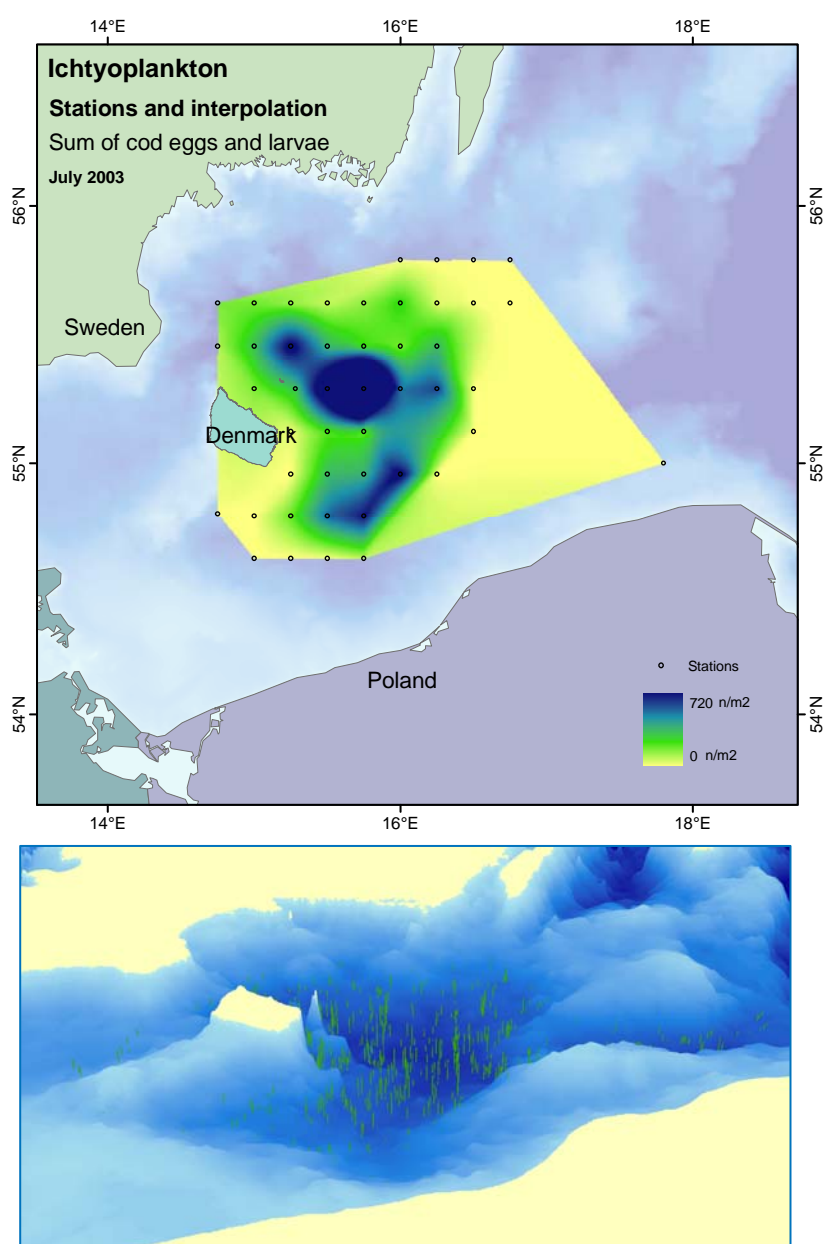 14°E 16°E 18°E
Ichtyoplankton
Stations and interpolation
Sum of cod eggs and larvae
July 2003
56°N 56°N
Sweden
Denmark
55°N 55°N
Stations
Poland
720 n/m2
54°N 54°N
0 n/m2
14°E 16°E 18°E